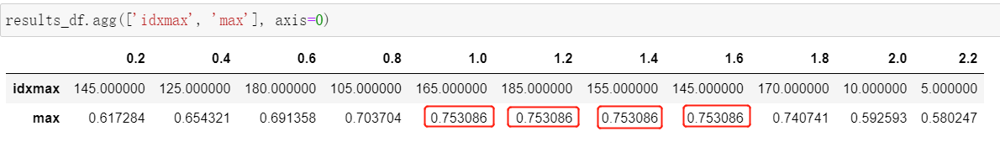 results_df.agg(['idxmax', 'max'], axis=0)
0.2 0.4 0.6 0.8 1.0 1.2 1.4 1.6 1.8 2.0 2.2
idxmax 145.000000 125.000000 180.000000 105.000000 165.000000 185.000000 155.000000 145.000000 170.000000 10.000000 5.000000
max 0.617284 0.654321 0.691358 0.703704 0.753086 0.753086 0.753086 0.753086 0.740741 0.592593 0.580247